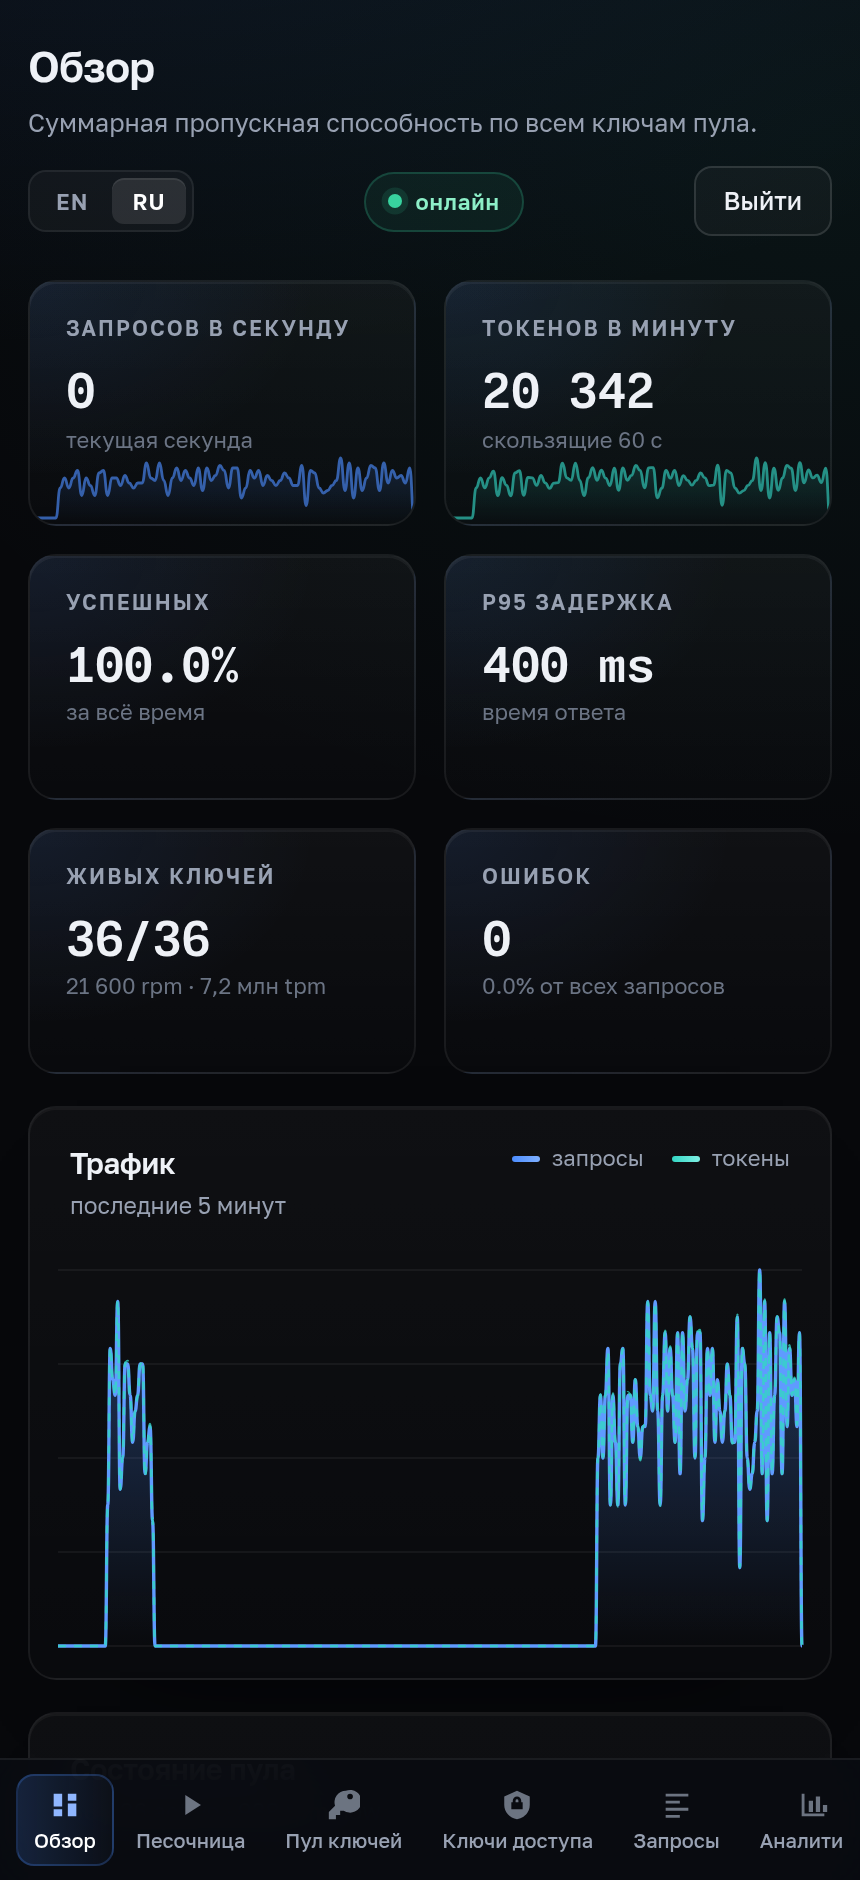 Обзор
Суммарная пропускная способность по всем ключам пула.
EN RU онлайн Выйти
ЗАПРОСОВ В СЕКУНДУ
0
текущая секунда
ТОКЕНОВ В МИНУТУ
20 342
скользящие 60 с
УСПЕШНЫХ
100.0%
за всё время
P95 ЗАДЕРЖКА
400 ms
время ответа
ЖИВЫХ КЛЮЧЕЙ
36/36
21 600 rpm · 7,2 млн tpm
ОШИБОК
0
0.0% от всех запросов
Трафик
последние 5 минут
запросы токены
Состояние пула
Обзор Песочница Пул ключей Ключи доступа Запросы Аналити